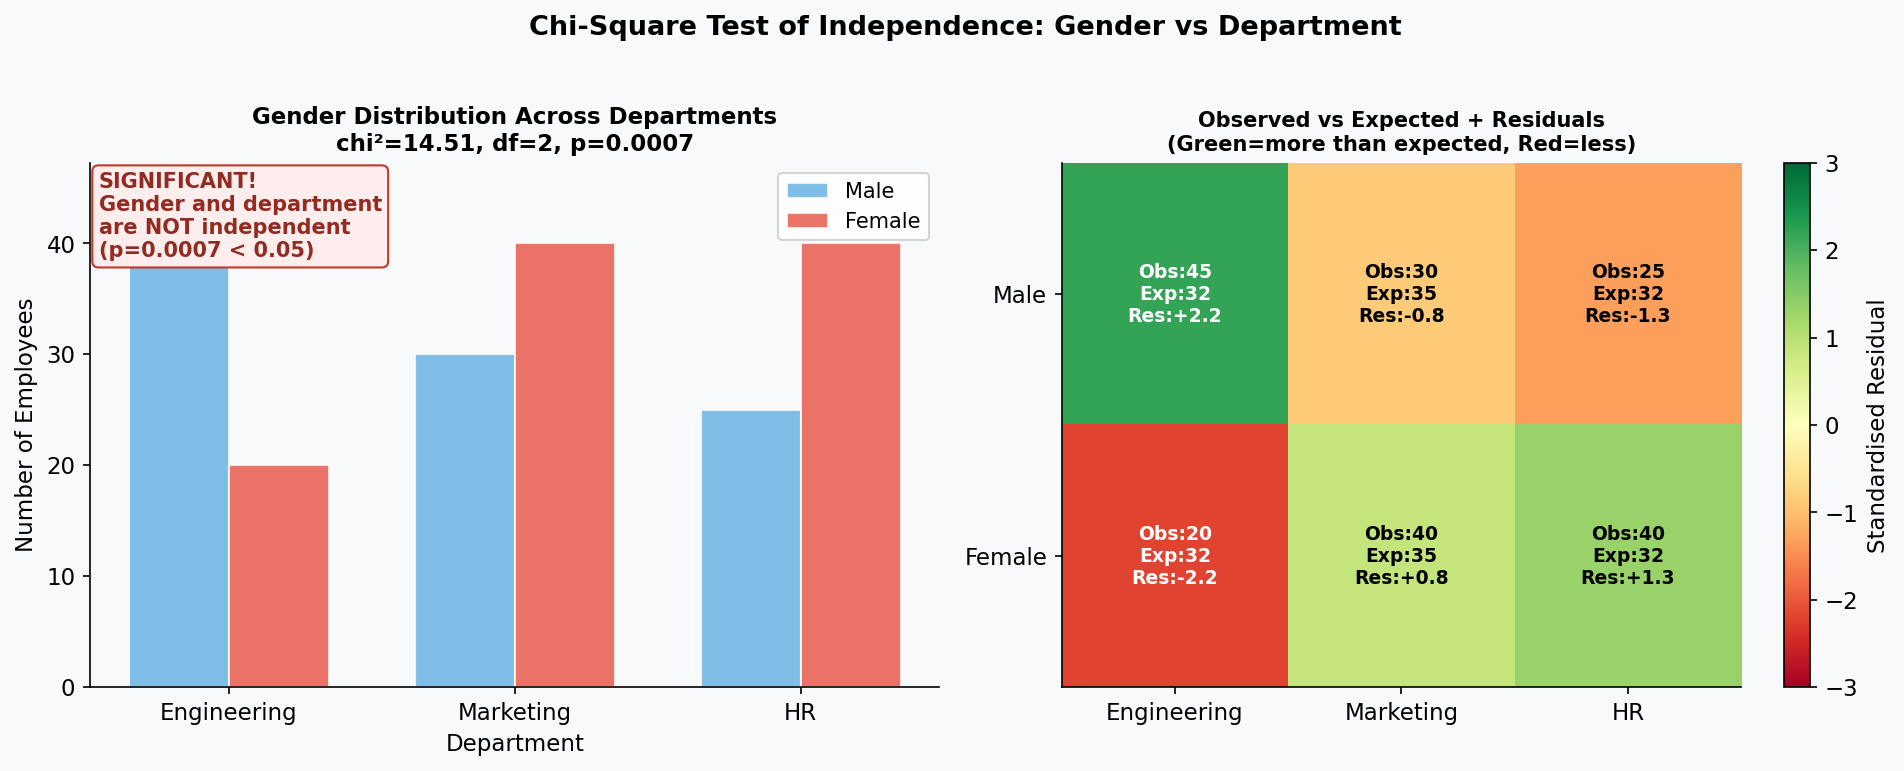 Chi-Square Test of Independence: Gender vs Department
Gender Distribution Across Departments
chi²=14.51, df=2, p=0.0007
SIGNIFICANT!
Gender and department
are NOT independent
(p=0.0007 < 0.05)
Male
Female
Number of Employees
40
30
20
10
0
Engineering
Marketing
HR
Department
Observed vs Expected + Residuals
(Green=more than expected, Red=less)
Male
Obs:45
Exp:32
Res:+2.2
Obs:30
Exp:35
Res:-0.8
Obs:25
Exp:32
Res:-1.3
Female
Obs:20
Exp:32
Res:-2.2
Obs:40
Exp:35
Res:+0.8
Obs:40
Exp:32
Res:+1.3
Engineering
Marketing
HR
3
2
1
0
−1
−2
−3
Standardised Residual